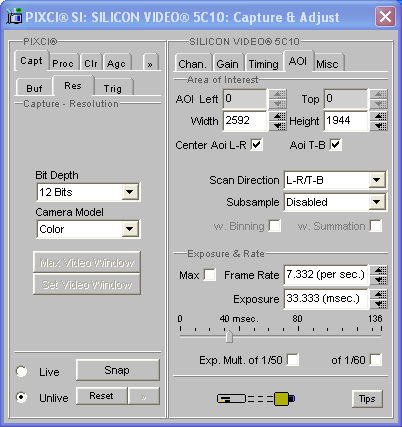 PIXCI® SI: SILICON VIDEO® 5C10: Capture & Adjust
PIXCI®
Capt Proc Clr Agc »
Buf Res Trig
Capture - Resolution
Bit Depth
12 Bits
Camera Model
Color
Max Video Window
Set Video Window
Live Snap
Unlive Reset »
SILICON VIDEO® 5C10
Chan. Gain Timing AOI Misc
Area of Interest
AOI Left 0 Top 0
Width 2592 Height 1944
Center Aoi L-R Aoi T-B
Scan Direction L-R/T-B
Subsample Disabled
w. Binning w. Summation
Exposure & Rate
Max Frame Rate 7.332 (per sec.)
Exposure 33.333 (msec.)
0 40 msec. 80 136
Exp. Mult. of 1/50 of 1/60
Tips